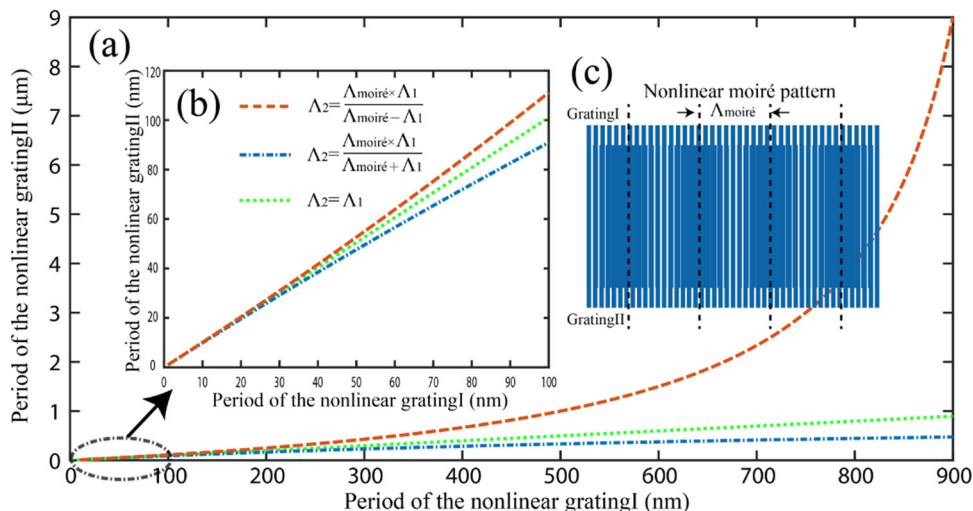 (a)
Period of the nonlinear gratingII (μm)
9
8
7
6
5
4
3
2
1
0
0 100 200 300 400 500 600 700 800 900
Period of the nonlinear gratingI (nm)
(b)
Period of the nonlinear gratingII (nm)
120
100
80
60
40
20
0
0 10 20 30 40 50 60 70 80 90 100
Period of the nonlinear gratingI (nm)
Λ2=Λmoiré×Λ1/Λmoiré−Λ1
Λ2=Λmoiré×Λ1/Λmoiré+Λ1
Λ2=Λ1
(c)
Nonlinear moiré pattern
GratingI
Λmoiré
GratingII